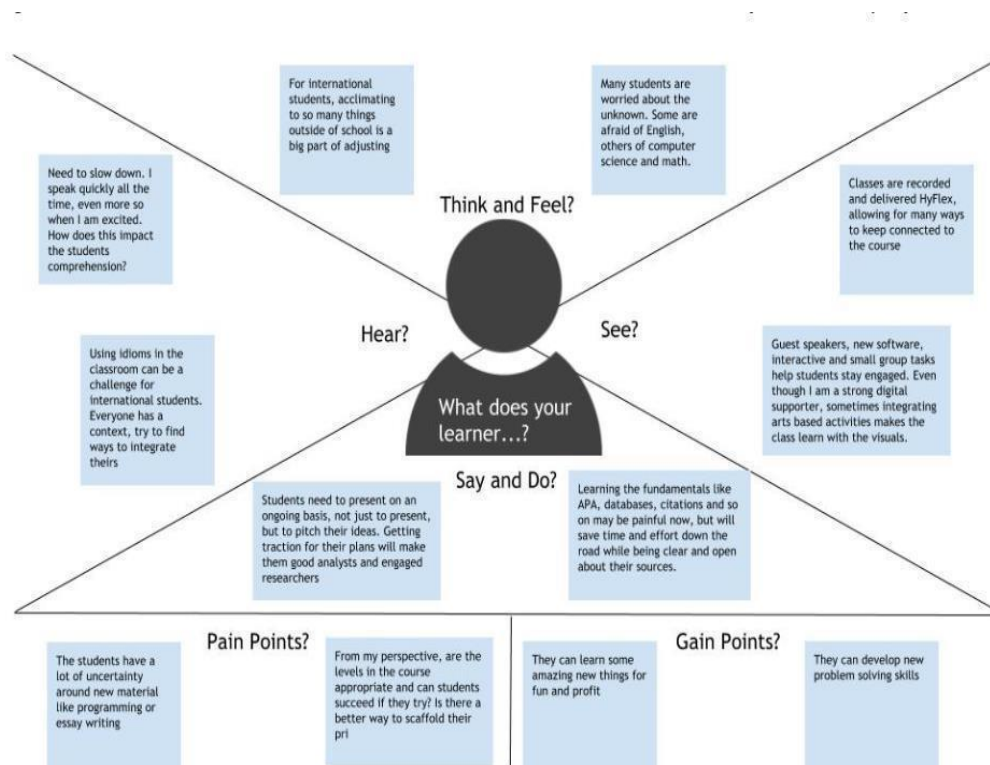 For international
students, acclimating
to so many things
outside of school is a
big part of adjusting
Many students are
worried about the
unknown. Some are
afraid of English,
others of computer
science and math.
Need to slow down. I
speak quickly all the
time, even more so
when I am excited.
How does this impact
the students
comprehension?
Think and Feel?
Classes are recorded
and delivered HyFlex,
allowing for many ways
to keep connected to
the course
Hear?
See?
Using idioms in the
classroom can be a
challenge for
international students.
Everyone has a
context, try to find
ways to integrate
theirs
Guest speakers, new software,
interactive and small group tasks
help students stay engaged. Even
though I am a strong digital
supporter, sometimes integrating
arts based activities makes the
class learn with the visuals.
What does your
learner...?
Say and Do?
Students need to present on an
ongoing basis, not just to present,
but to pitch their ideas. Getting
traction for their plans will make
them good analysts and engaged
researchers
Learning the fundamentals like
APA, databases, citations and so
on may be painful now, but will
save time and effort down the
road while being clear and open
about their sources.
Pain Points?
The students have a
lot of uncertainty
around new material
like programming or
essay writing
From my perspective, are the
levels in the course
appropriate and can students
succeed if they try? Is there a
better way to scaffold their
pri
Gain Points?
They can learn some
amazing new things for
fun and profit
They can develop new
problem solving skills